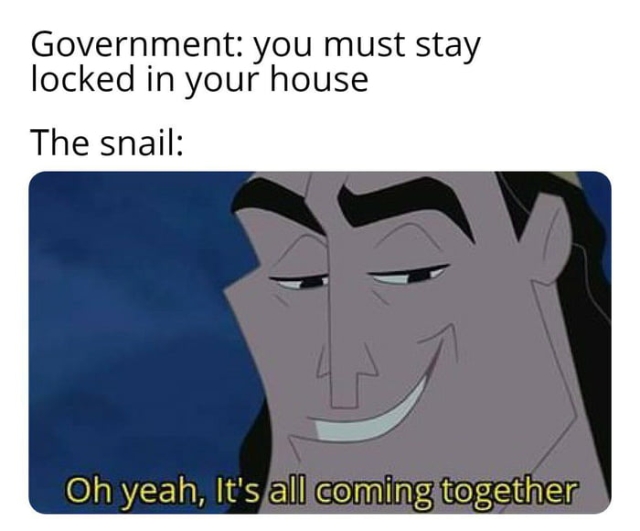 Government: you must stay
locked in your house
The snail:
Oh yeah, It's all coming together